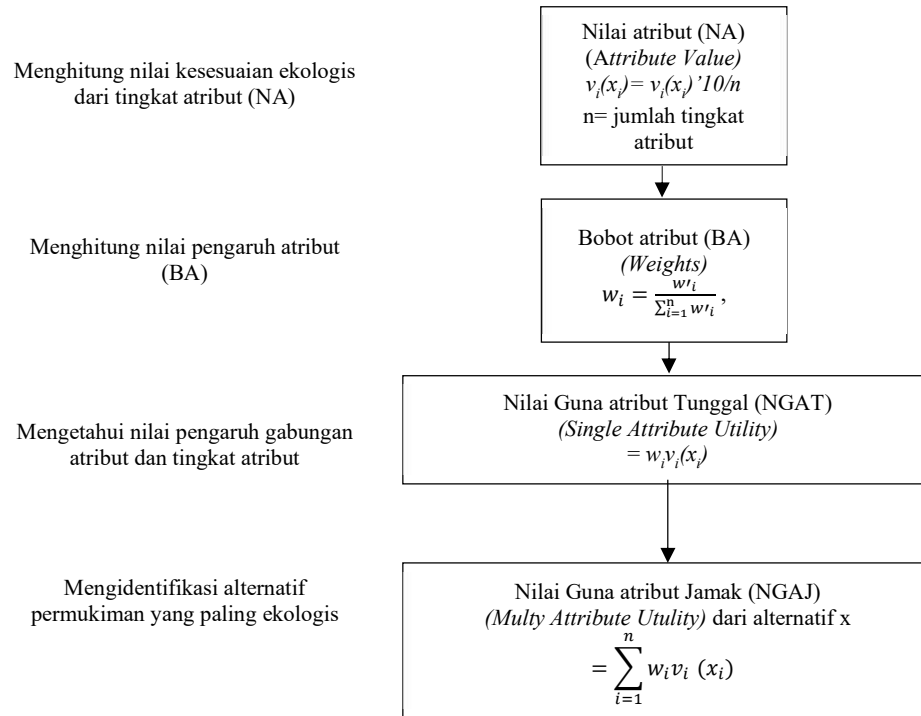 Menghitung nilai kesesuaian ekologis
dari tingkat atribut (NA)
Nilai atribut (NA)
(Attribute Value)
vᵢ(xᵢ)= vᵢ(xᵢ)’10/n
n= jumlah tingkat
atribut
Menghitung nilai pengaruh atribut
(BA)
Bobot atribut (BA)
(Weights)
wᵢ = w′ᵢ / ∑ⁿᵢ₌₁ w′ᵢ ,
Mengetahui nilai pengaruh gabungan
atribut dan tingkat atribut
Nilai Guna atribut Tunggal (NGAT)
(Single Attribute Utility)
= wᵢvᵢ(xᵢ)
Mengidentifikasi alternatif
permukiman yang paling ekologis
Nilai Guna atribut Jamak (NGAJ)
(Multy Attribute Utulity) dari alternatif x
= ∑ⁿᵢ₌₁ wᵢvᵢ (xᵢ)